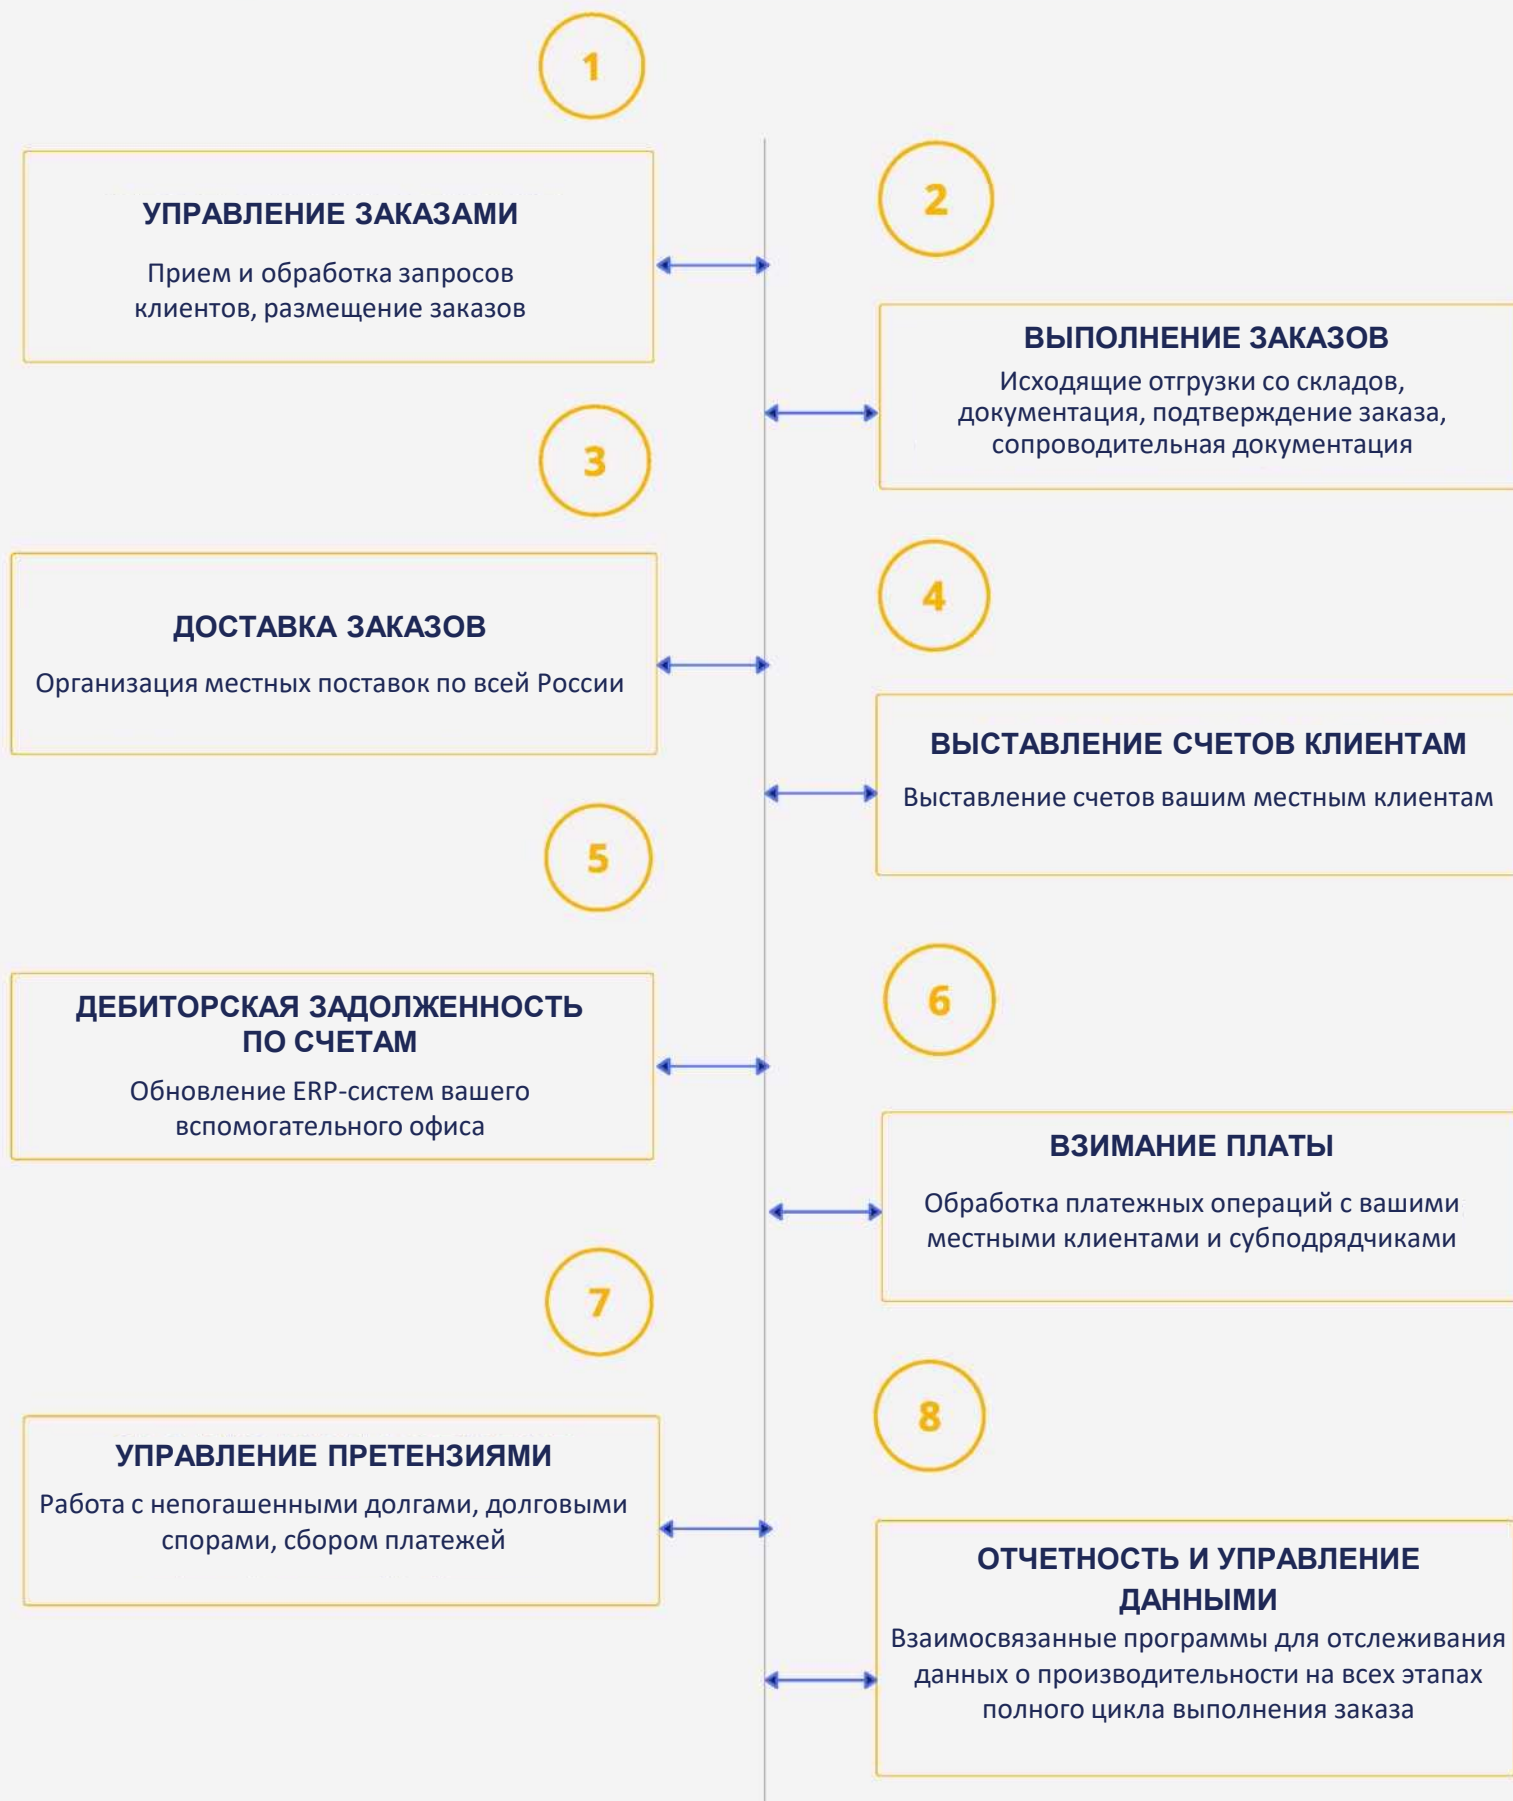 1
УПРАВЛЕНИЕ ЗАКАЗАМИ
Прием и обработка запросов
клиентов, размещение заказов
2
ВЫПОЛНЕНИЕ ЗАКАЗОВ
Исходящие отгрузки со складов,
документация, подтверждение заказа,
сопроводительная документация
3
ДОСТАВКА ЗАКАЗОВ
Организация местных поставок по всей России
4
ВЫСТАВЛЕНИЕ СЧЕТОВ КЛИЕНТАМ
Выставление счетов вашим местным клиентам
5
ДЕБИТОРСКАЯ ЗАДОЛЖЕННОСТЬ
ПО СЧЕТАМ
Обновление ERP-систем вашего
вспомогательного офиса
6
ВЗИМАНИЕ ПЛАТЫ
Обработка платежных операций с вашими
местными клиентами и субподрядчиками
7
УПРАВЛЕНИЕ ПРЕТЕНЗИЯМИ
Работа с непогашенными долгами, долговыми
спорами, сбором платежей
8
ОТЧЕТНОСТЬ И УПРАВЛЕНИЕ
ДАННЫМИ
Взаимосвязанные программы для отслеживания
данных о производительности на всех этапах
полного цикла выполнения заказа